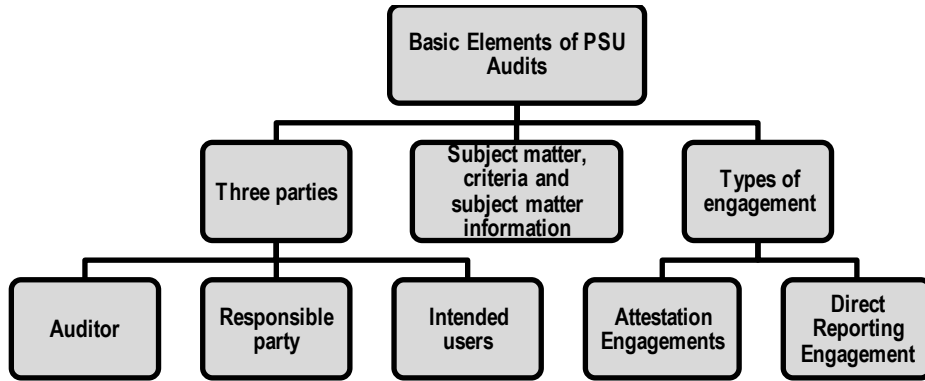 Basic Elements of PSU
Audits
Three parties
Subject matter,
criteria and
subject matter
information
Types of
engagement
Auditor
Responsible
party
Intended
users
Attestation
Engagements
Direct
Reporting
Engagement